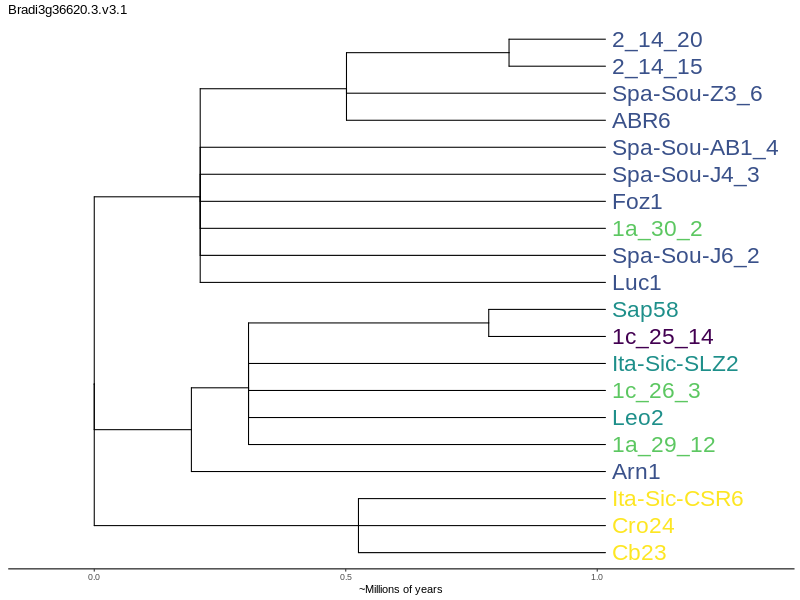 Bradi3g36620.3.v3.1
2_14_20
2_14_15
Spa-Sou-Z3_6
ABR6
Spa-Sou-AB1_4
Spa-Sou-J4_3
Foz1
1a_30_2
Spa-Sou-J6_2
Luc1
Sap58
1c_25_14
Ita-Sic-SLZ2
1c_26_3
Leo2
1a_29_12
Arn1
Ita-Sic-CSR6
Cro24
Cb23
0.0 0.5 1.0
~Millions of years